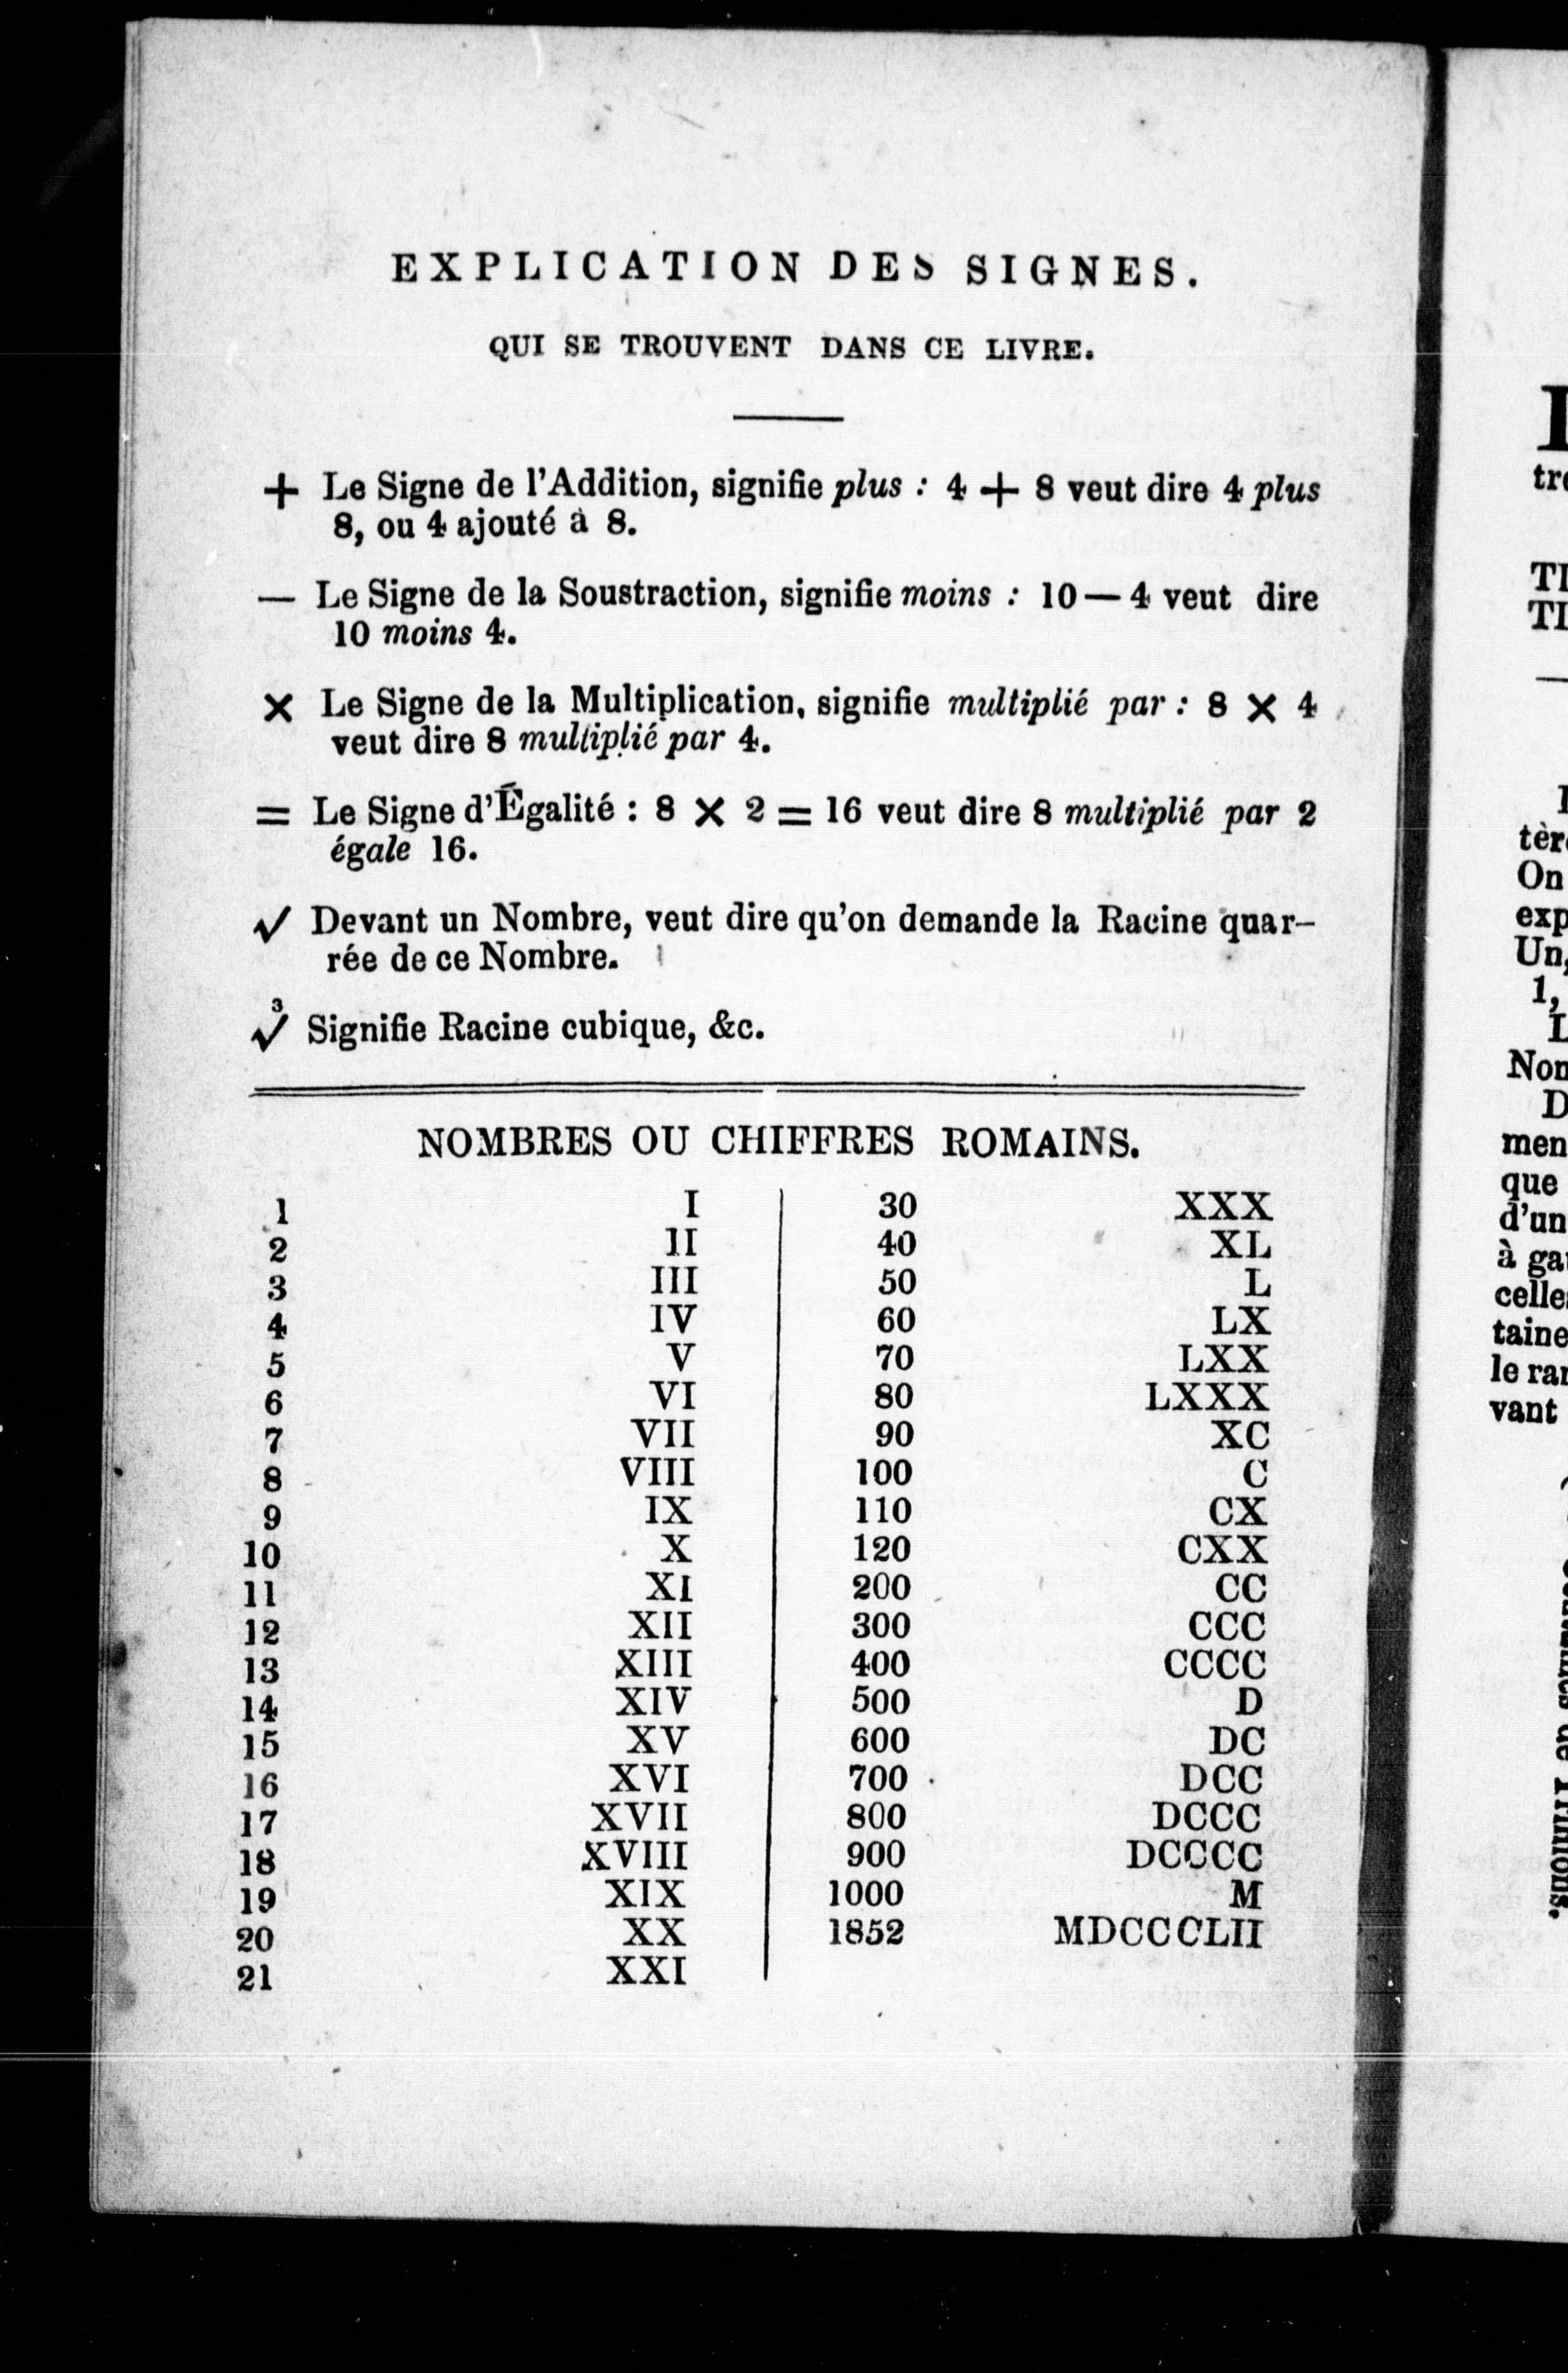 EXPLICATION DES SIGNES.
QUI SE TROUVENT DANS CE LIVRE.
+ Le Signe de l'Addition, signifie plus : 4 + 8 veut dire 4 plus
8, ou 4 ajouté à 8.
— Le Signe de la Soustraction, signifie moins : 10 — 4 veut dire
10 moins 4.
× Le Signe de la Multiplication, signifie multiplié par : 8 × 4
veut dire 8 multiplié par 4.
= Le Signe d'Égalité : 8 × 2 = 16 veut dire 8 multiplié par 2
égale 16.
√ Devant un Nombre, veut dire qu'on demande la Racine quar-
rée de ce Nombre.
∛ Signifie Racine cubique, &c.
NOMBRES OU CHIFFRES ROMAINS.
1 I
2 II
3 III
4 IV
5 V
6 VI
7 VII
8 VIII
9 IX
10 X
11 XI
12 XII
13 XIII
14 XIV
15 XV
16 XVI
17 XVII
18 XVIII
19 XIX
20 XX
21 XXI
30 XXX
40 XL
50 L
60 LX
70 LXX
80 LXXX
90 XC
100 C
110 CX
120 CXX
200 CC
300 CCC
400 CCCC
500 D
600 DC
700 DCC
800 DCCC
900 DCCCC
1000 M
1852 MDCCCLII
On
Un,
1,
que
d'un
vant